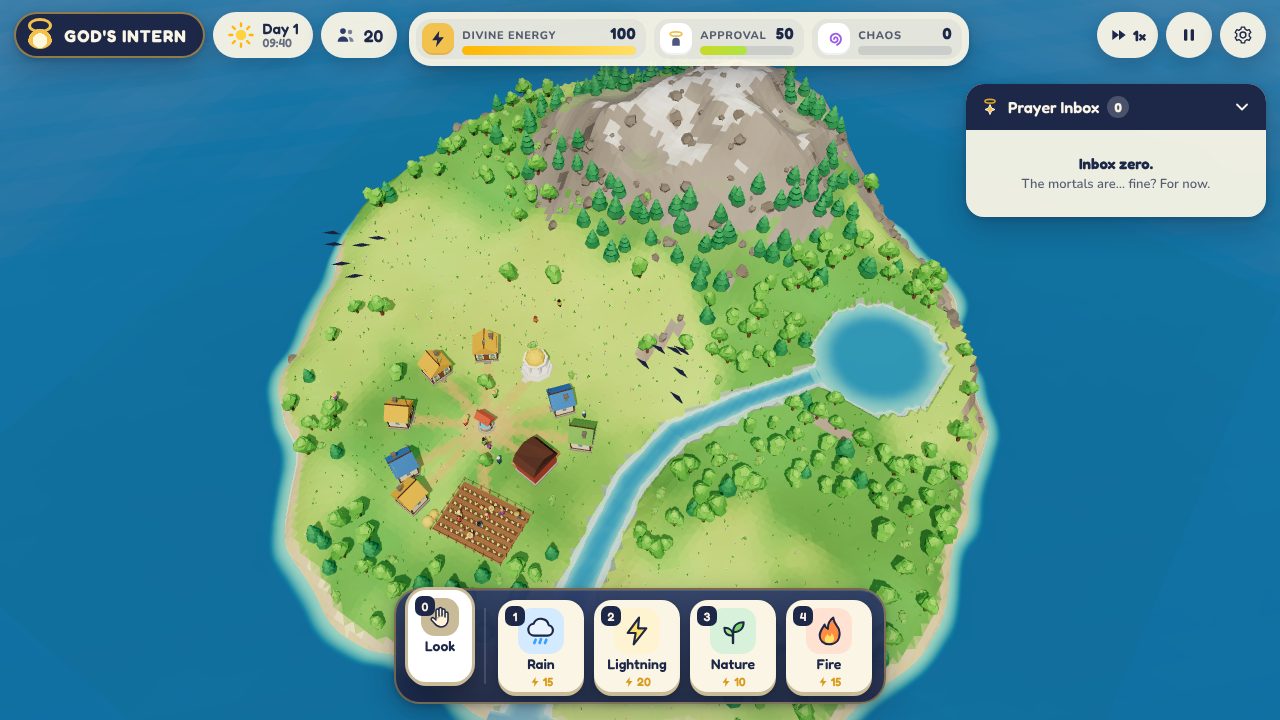 GOD'S INTERN
Day 1
09:40
20
DIVINE ENERGY 100
APPROVAL 50
CHAOS 0
1x
Prayer Inbox 0
Inbox zero.
The mortals are... fine? For now.
0
Look
1
Rain
15
2
Lightning
20
3
Nature
10
4
Fire
15